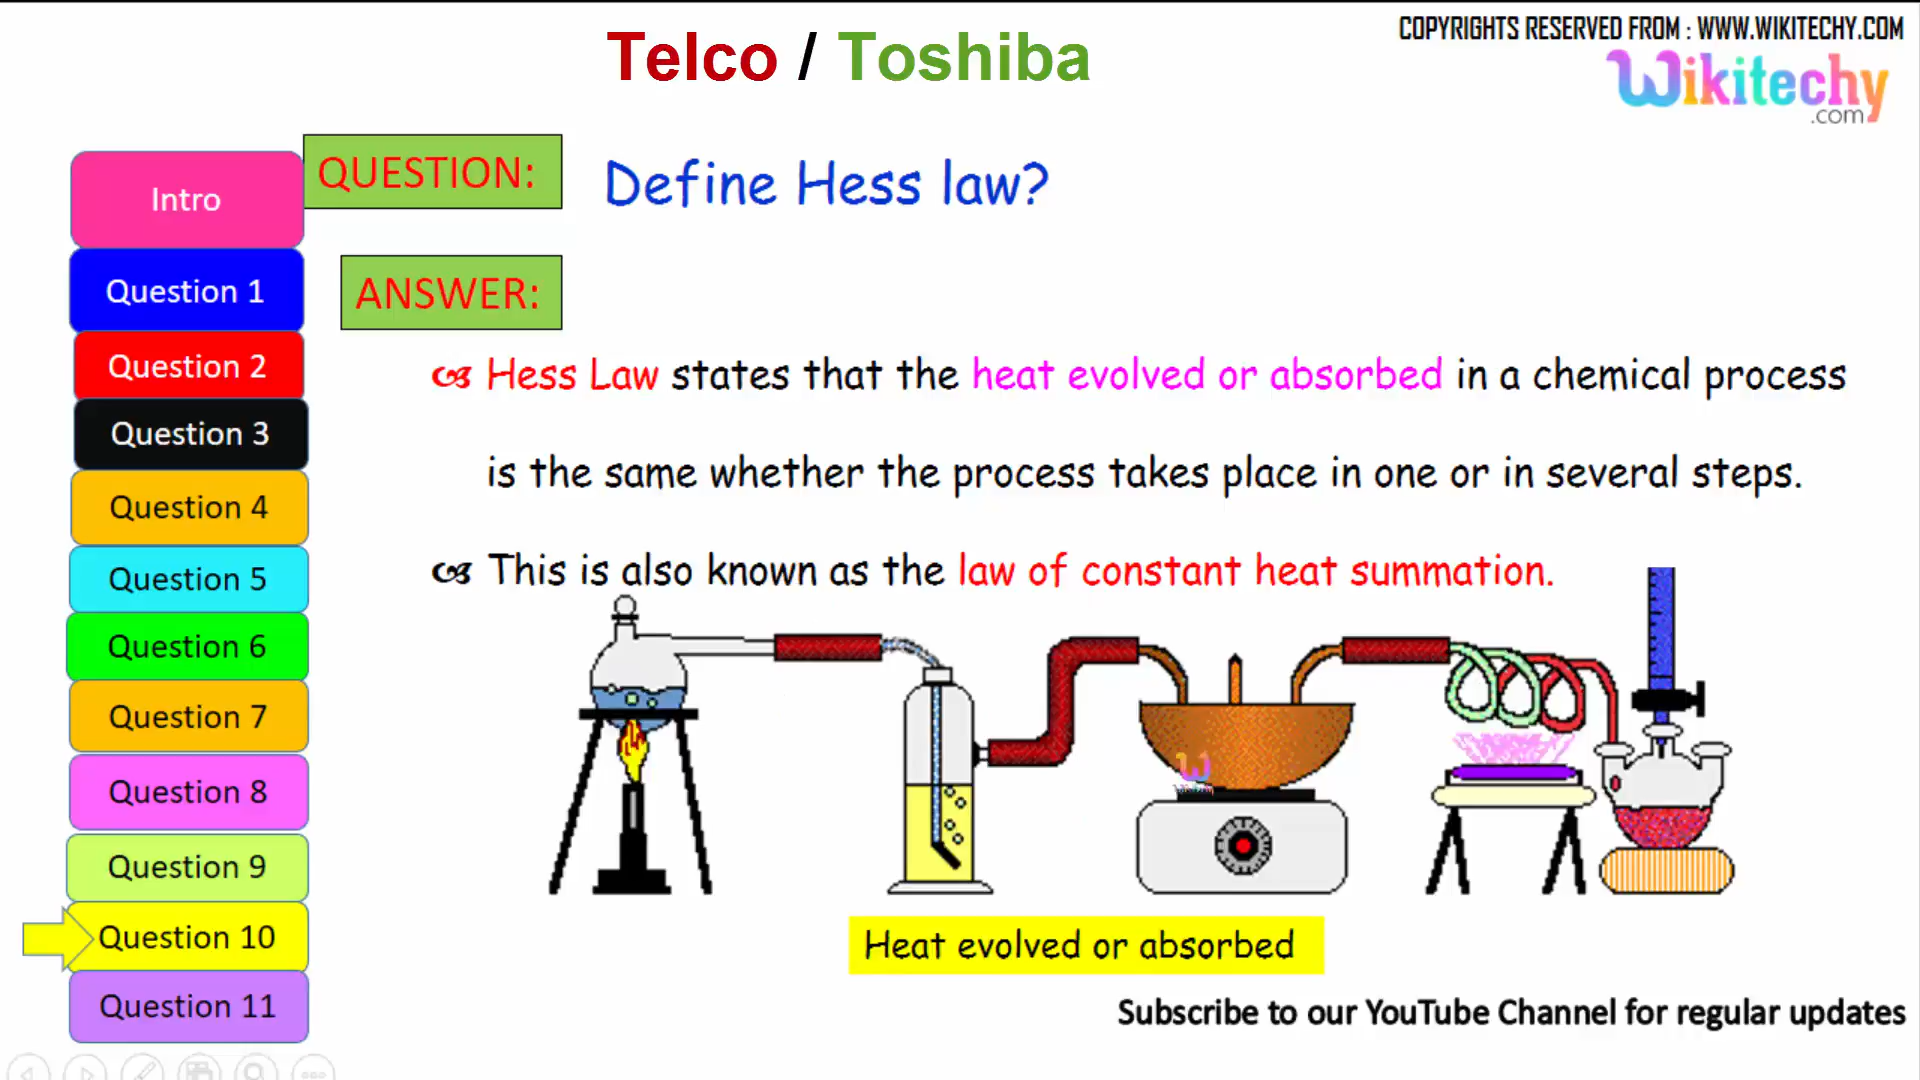 COPYRIGHTS RESERVED FROM : WWW.WIKITECHY.COM
Telco / Toshiba
Wikitechy
.com
QUESTION:
Define Hess law?
ANSWER:
Intro
Question 1
Question 2
Question 3
Question 4
Question 5
Question 6
Question 7
Question 8
Question 9
Question 10
Question 11
Hess Law states that the heat evolved or absorbed in a chemical process
is the same whether the process takes place in one or in several steps.
This is also known as the law of constant heat summation.
Heat evolved or absorbed
Subscribe to our YouTube Channel for regular updates